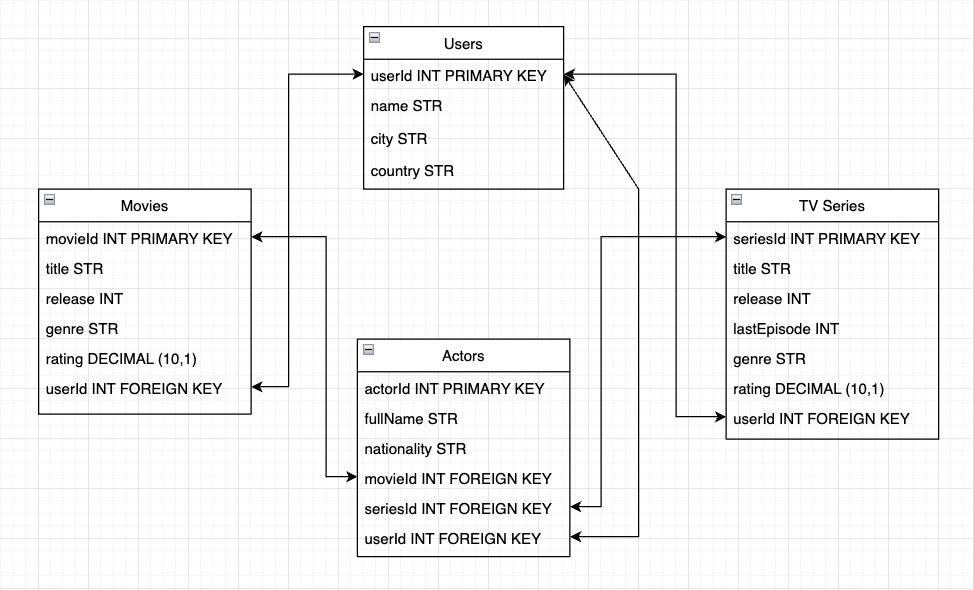 Users
userId INT PRIMARY KEY
name STR
city STR
country STR
Movies
movieId INT PRIMARY KEY
title STR
release INT
genre STR
rating DECIMAL (10,1)
userId INT FOREIGN KEY
Actors
actorId INT PRIMARY KEY
fullName STR
nationality STR
movieId INT FOREIGN KEY
seriesId INT FOREIGN KEY
userId INT FOREIGN KEY
TV Series
seriesId INT PRIMARY KEY
title STR
release INT
lastEpisode INT
genre STR
rating DECIMAL (10,1)
userId INT FOREIGN KEY